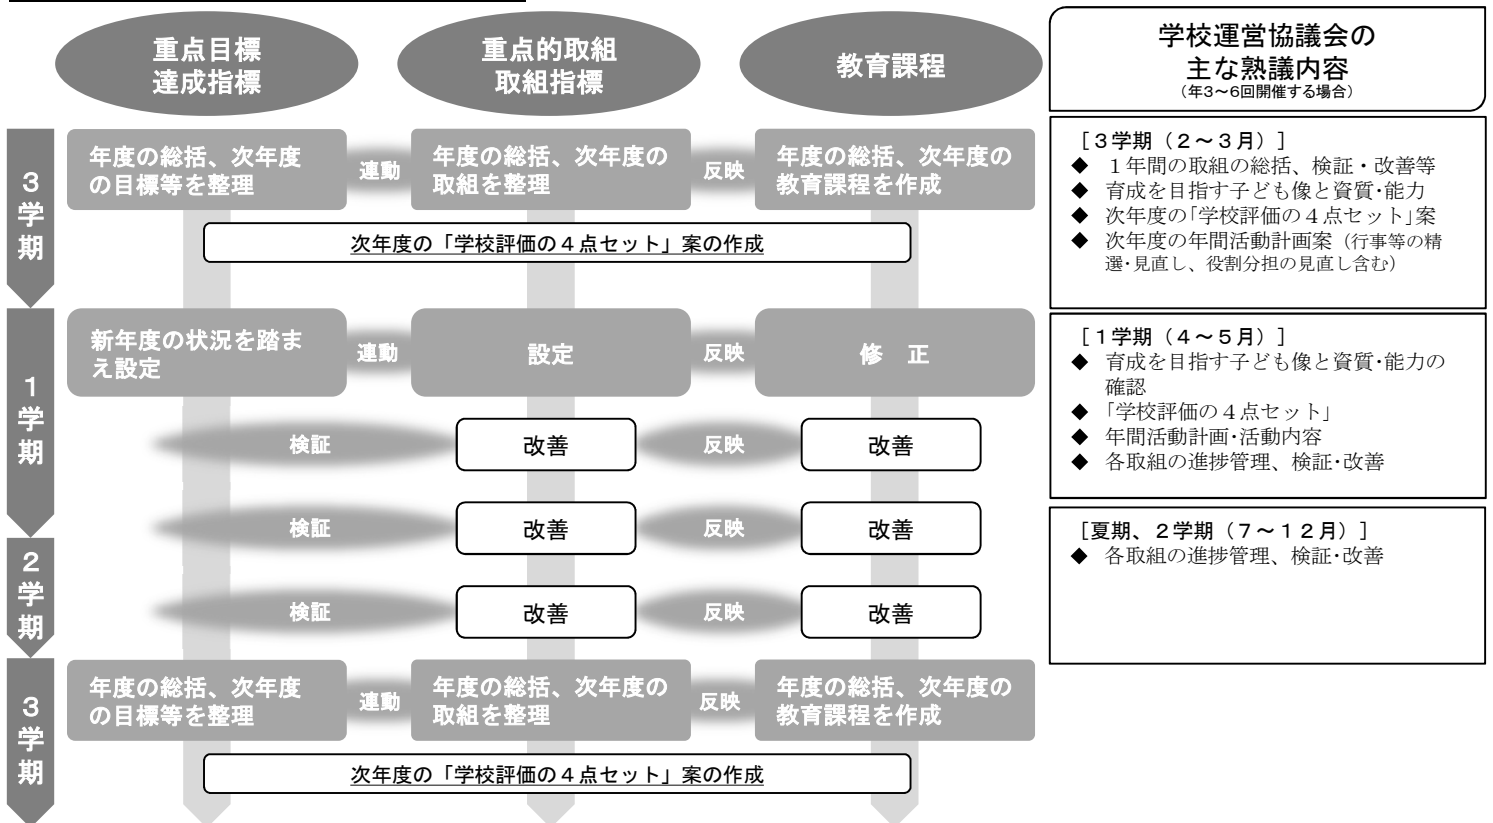 重点目標
達成指標
重点的取組
取組指標
教育課程
学校運営協議会の
主な熟議内容
（年3～6回開催する場合）
３学期
年度の総括、次年度
の目標等を整理
連動
年度の総括、次年度の
取組を整理
反映
年度の総括、次年度の
教育課程を作成
次年度の「学校評価の４点セット」案の作成
［３学期（２～３月）］
◆ １年間の取組の総括、検証・改善等
◆ 育成を目指す子ども像と資質･能力
◆ 次年度の｢学校評価の４点セット｣案
◆ 次年度の年間活動計画案（行事等の精
選･見直し、役割分担の見直し含む）
１学期
新年度の状況を踏ま
え設定
連動
設定
反映
修　正
検証
改善
反映
改善
［１学期（４～５月）］
◆ 育成を目指す子ども像と資質･能力の
確認
◆ ｢学校評価の４点セット｣
◆ 年間活動計画･活動内容
◆ 各取組の進捗管理、検証･改善
検証
改善
反映
改善
２学期
検証
改善
反映
改善
［夏期、２学期（７～１２月）］
◆ 各取組の進捗管理、検証･改善
３学期
年度の総括、次年度
の目標等を整理
連動
年度の総括、次年度の
取組を整理
反映
年度の総括、次年度の
教育課程を作成
次年度の「学校評価の４点セット」案の作成